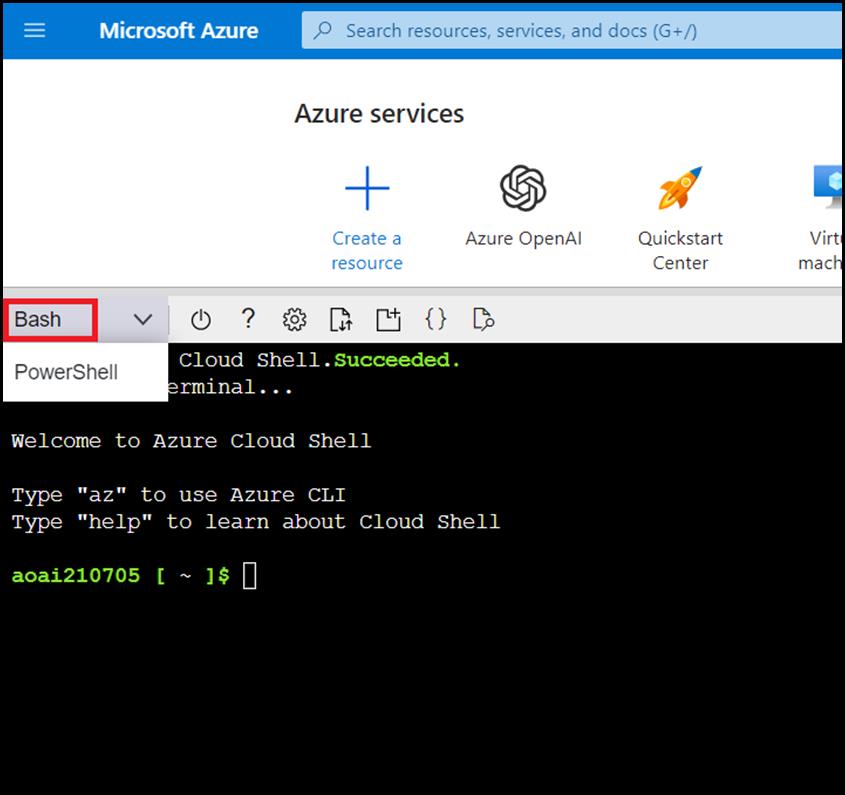 Microsoft Azure
Search resources, services, and docs (G+/)
Azure services
Create a
resource
Azure OpenAI
Quickstart
Center
Virtu
mach
Bash
?
{}
PowerShell
Cloud Shell.Succeeded.
erminal...
Welcome to Azure Cloud Shell
Type "az" to use Azure CLI
Type "help" to learn about Cloud Shell
aoai210705 [ ~ ]$